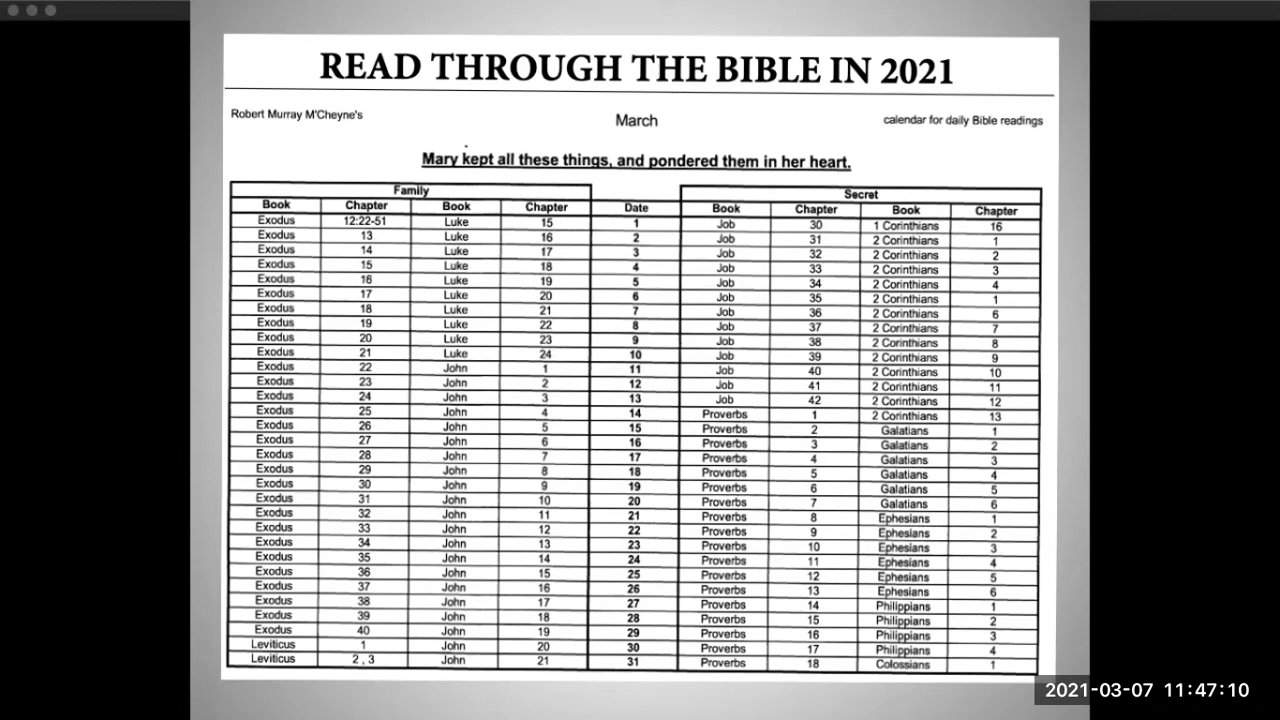 READ THROUGH THE BIBLE IN 2021
Robert Murray M'Cheyne's March calendar for daily Bible readings
Mary kept all these things, and pondered them in her heart.
Family Secret
Book Chapter Book Chapter Date Book Chapter Book Chapter
Exodus 12:22-51 Luke 15 1 Job 30 1 Corinthians 16
Exodus 13 Luke 16 2 Job 31 2 Corinthians 1
Exodus 14 Luke 17 3 Job 32 2 Corinthians 2
Exodus 15 Luke 18 4 Job 33 2 Corinthians 3
Exodus 16 Luke 19 5 Job 34 2 Corinthians 4
Exodus 17 Luke 20 6 Job 35 2 Corinthians 1
Exodus 18 Luke 21 7 Job 36 2 Corinthians 6
Exodus 19 Luke 22 8 Job 37 2 Corinthians 7
Exodus 20 Luke 23 9 Job 38 2 Corinthians 8
Exodus 21 Luke 24 10 Job 39 2 Corinthians 9
Exodus 22 John 1 11 Job 40 2 Corinthians 10
Exodus 23 John 2 12 Job 41 2 Corinthians 11
Exodus 24 John 3 13 Job 42 2 Corinthians 12
Exodus 25 John 4 14 Proverbs 1 2 Corinthians 13
Exodus 26 John 5 15 Proverbs 2 Galatians 1
Exodus 27 John 6 16 Proverbs 3 Galatians 2
Exodus 28 John 7 17 Proverbs 4 Galatians 3
Exodus 29 John 8 18 Proverbs 5 Galatians 4
Exodus 30 John 9 19 Proverbs 6 Galatians 5
Exodus 31 John 10 20 Proverbs 7 Galatians 6
Exodus 32 John 11 21 Proverbs 8 Ephesians 1
Exodus 33 John 12 22 Proverbs 9 Ephesians 2
Exodus 34 John 13 23 Proverbs 10 Ephesians 3
Exodus 35 John 14 24 Proverbs 11 Ephesians 4
Exodus 36 John 15 25 Proverbs 12 Ephesians 5
Exodus 37 John 16 26 Proverbs 13 Ephesians 6
Exodus 38 John 17 27 Proverbs 14 Philippians 1
Exodus 39 John 18 28 Proverbs 15 Philippians 2
Exodus 40 John 19 29 Proverbs 16 Philippians 3
Leviticus 1 John 20 30 Proverbs 17 Philippians 4
Leviticus 2 , 3 John 21 31 Proverbs 18 Colossians 1
2021-03-07 11:47:10